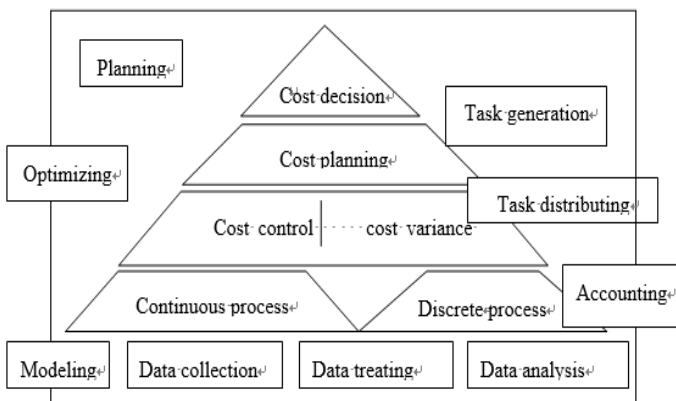 Planning
Cost decision
Task generation
Cost planning
Optimizing
Task distributing
Cost control
cost variance
Accounting
Continuous process
Discrete process
Modeling
Data collection
Data treating
Data analysis